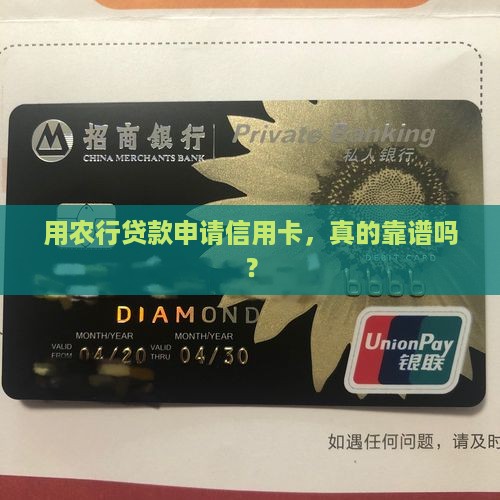 招商银行
CHINA MERCHANTS BANK
Private Banking
私人银行
用农行贷款申请信用卡，真的靠谱吗
？
DEBIT CARD
DIAMOND
MONTH/YEAR MONTH/YEAR
VALID FROM 04/20 VALID THRU 04/30
UnionPay
银联
如遇任何问题，请及时